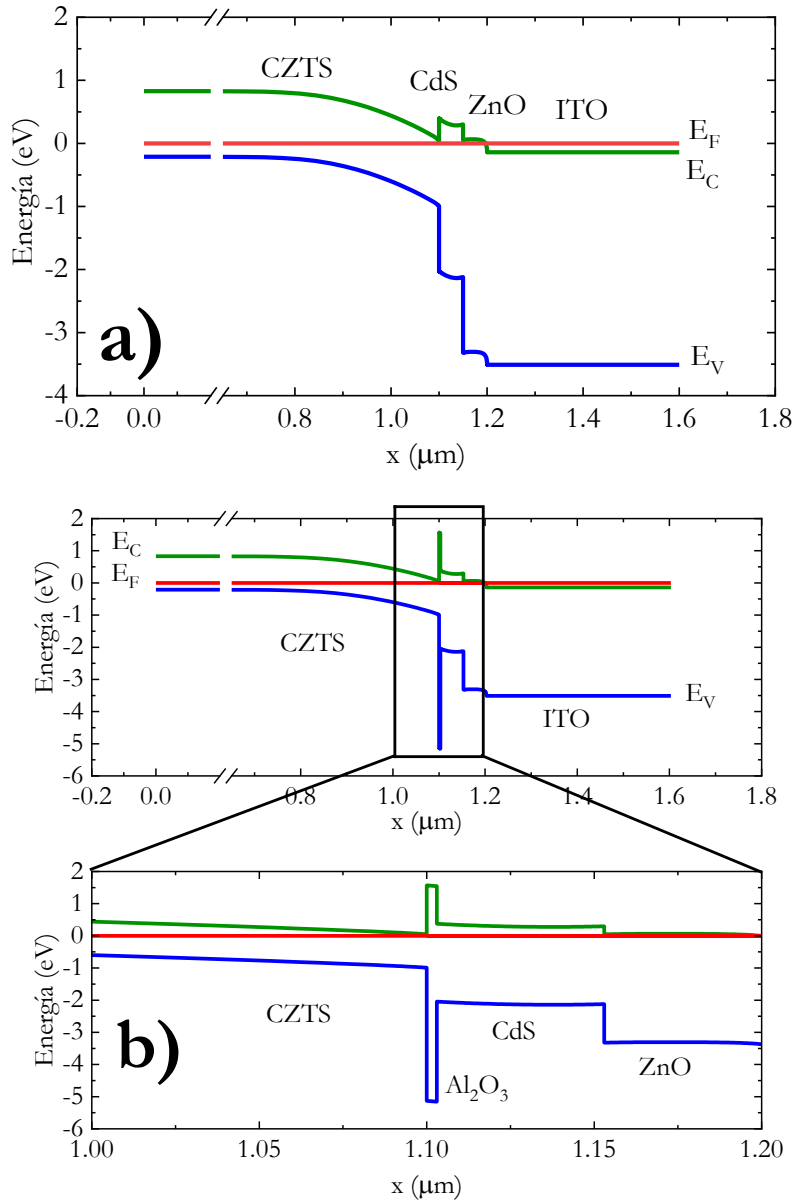 2
1
0
-1
-2
-3
-4
Energía (eV)
CZTS
CdS
ZnO
ITO
E_F
E_C
E_V
a)
-0.2 0.0 0.8 1.0 1.2 1.4 1.6 1.8
x (μm)
2
1
0
-1
-2
-3
-4
-5
-6
Energía (eV)
E_C
E_F
CZTS
ITO
E_V
-0.2 0.0 0.8 1.0 1.2 1.4 1.6 1.8
x (μm)
2
1
0
-1
-2
-3
-4
-5
-6
Energía (eV)
CZTS
CdS
ZnO
Al₂O₃
b)
1.00 1.05 1.10 1.15 1.20
x (μm)